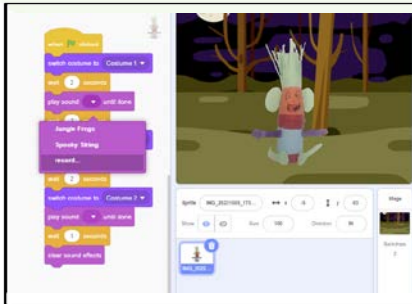 when clicked
switch costume to Costume 1
wait 2 seconds
play sound until done
Jungle Frogs
Spooky String
record...
wait 2 seconds
switch costume to Costume 2
play sound until done
wait 1 seconds
clear sound effects
Sprite
x
y
Show
Size 100
Direction
Stage
Backdrops